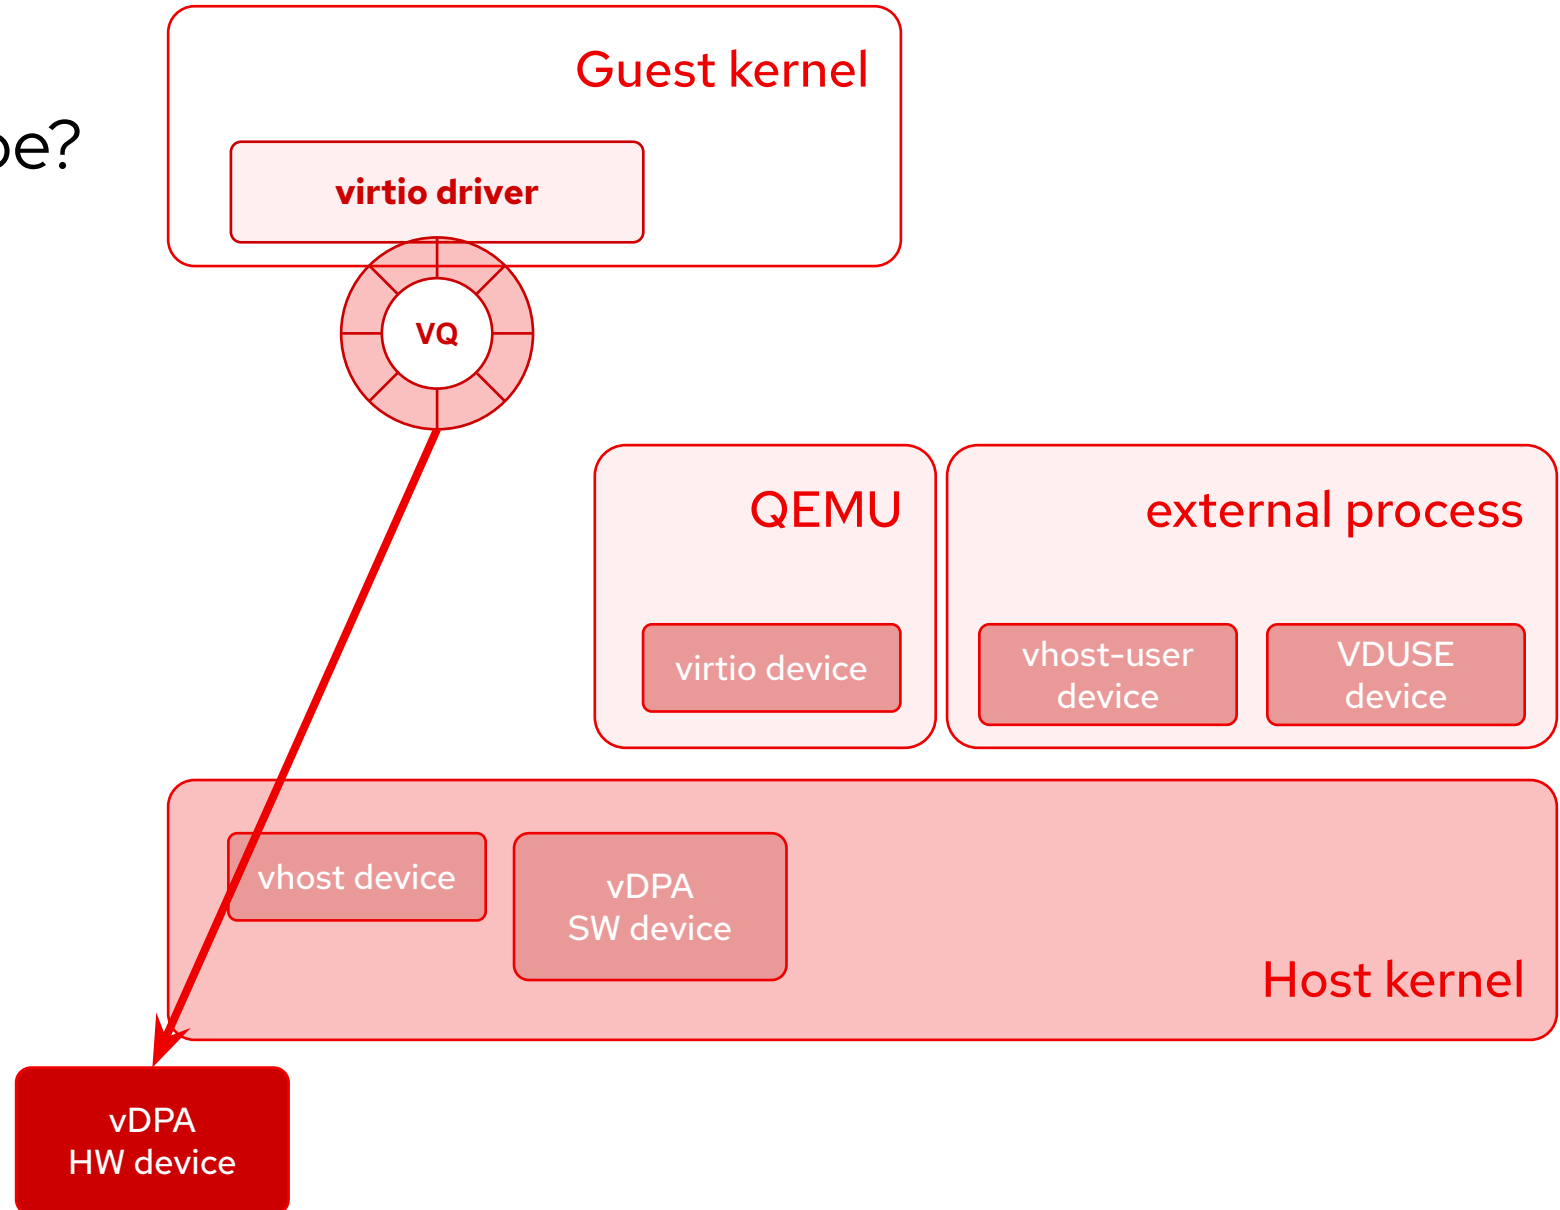 Guest kernel
be?
virtio driver
VQ
QEMU
external process
virtio device
vhost-user
device
VDUSE
device
vhost device
vDPA
SW device
Host kernel
vDPA
HW device